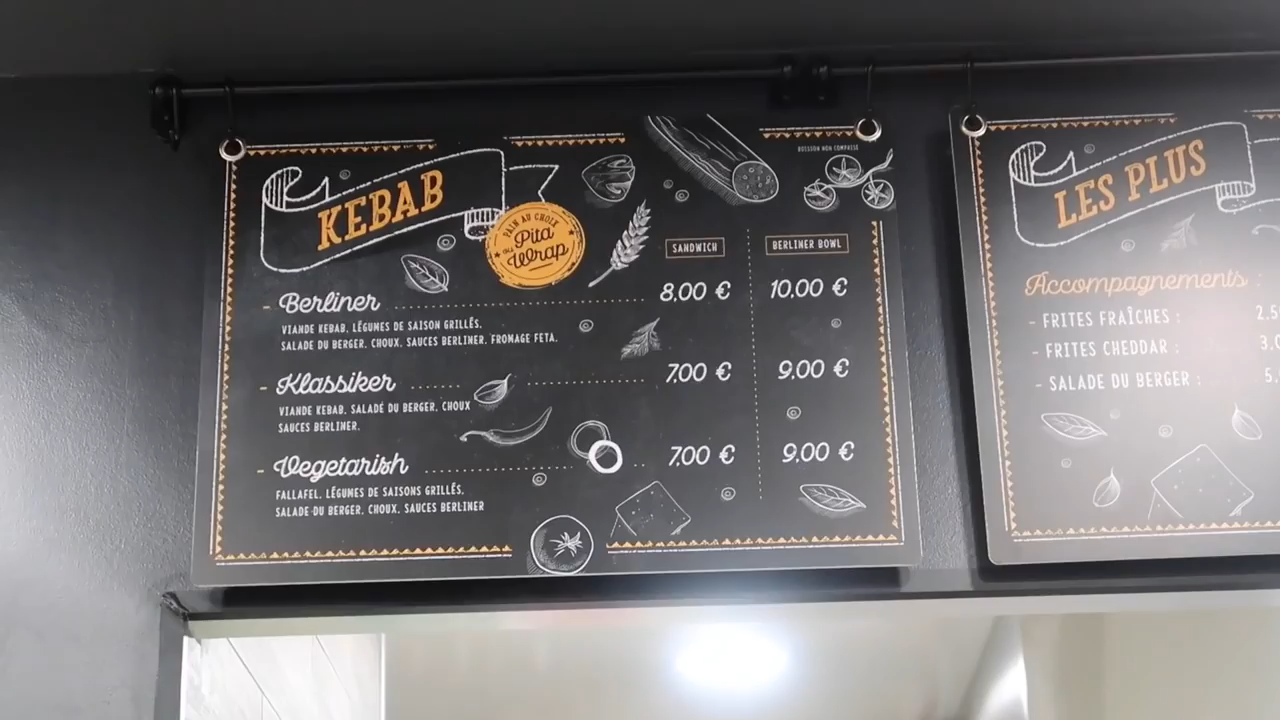 BOISSON NON COMPRISE
KEBAB
PAIN AU CHOIX
Pita
ou Wrap
SANDWICH
BERLINER BOWL
- Berliner 8,00 € 10,00 €
VIANDE KEBAB, LÉGUMES DE SAISON GRILLÉS,
SALADE DU BERGER, CHOUX, SAUCES BERLINER, FROMAGE FETA.
- Klassiker 7,00 € 9,00 €
VIANDE KEBAB, SALADE DU BERGER, CHOUX
SAUCES BERLINER.
- Vegetarish 7,00 € 9,00 €
FALLAFEL, LÉGUMES DE SAISONS GRILLÉS,
SALADE DU BERGER, CHOUX, SAUCES BERLINER
LES PLUS
Accompagnements :
- FRITES FRAÎCHES :
- FRITES CHEDDAR :
- SALADE DU BERGER :